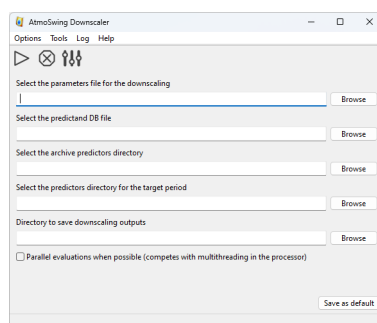 AtmoSwing Downscaler
Options Tools Log Help
Select the parameters file for the downscaling
Browse
Select the predictand DB file
Browse
Select the archive predictors directory
Browse
Select the predictors directory for the target period
Browse
Directory to save downscaling outputs
Browse
Parallel evaluations when possible (competes with multithreading in the processor)
Save as default